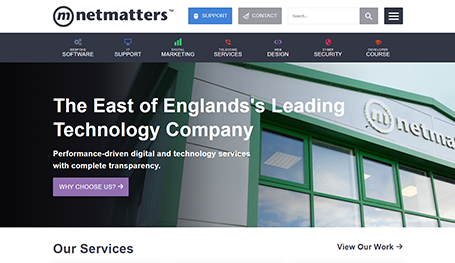 netmatters™
SUPPORT
CONTACT
Search...
BESPOKE
SOFTWARE
IT
SUPPORT
DIGITAL
MARKETING
TELECOMS
SERVICES
WEB
DESIGN
CYBER
SECURITY
DEVELOPER
COURSE
The East of Englands's Leading
Technology Company
netmatt
Performance-driven digital and technology services
with complete transparency.
WHY CHOOSE US?
Our Services
View Our Work